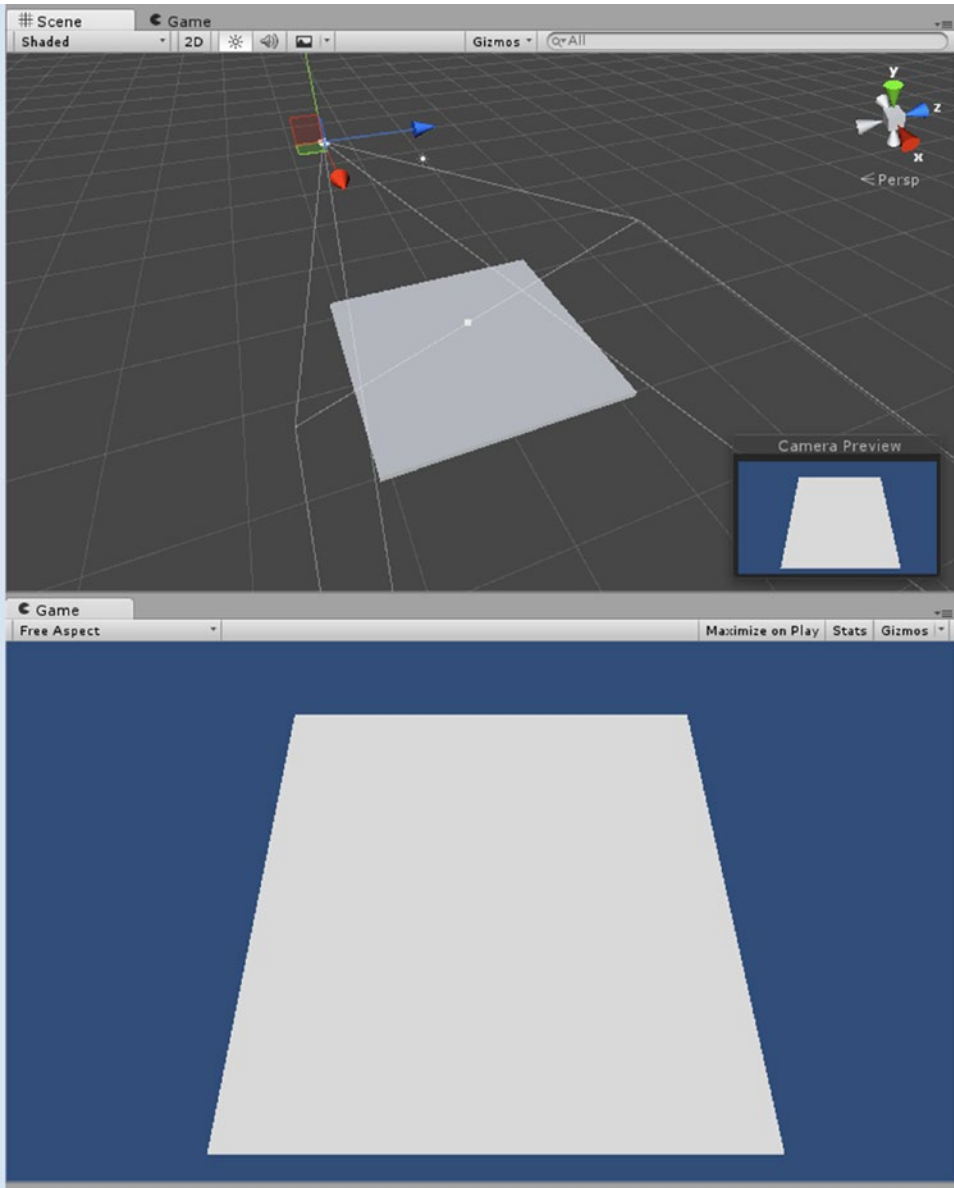 Scene Game
Shaded 2D Gizmos All
y
z
x
Persp
Camera Preview
Game
Free Aspect Maximize on Play Stats Gizmos